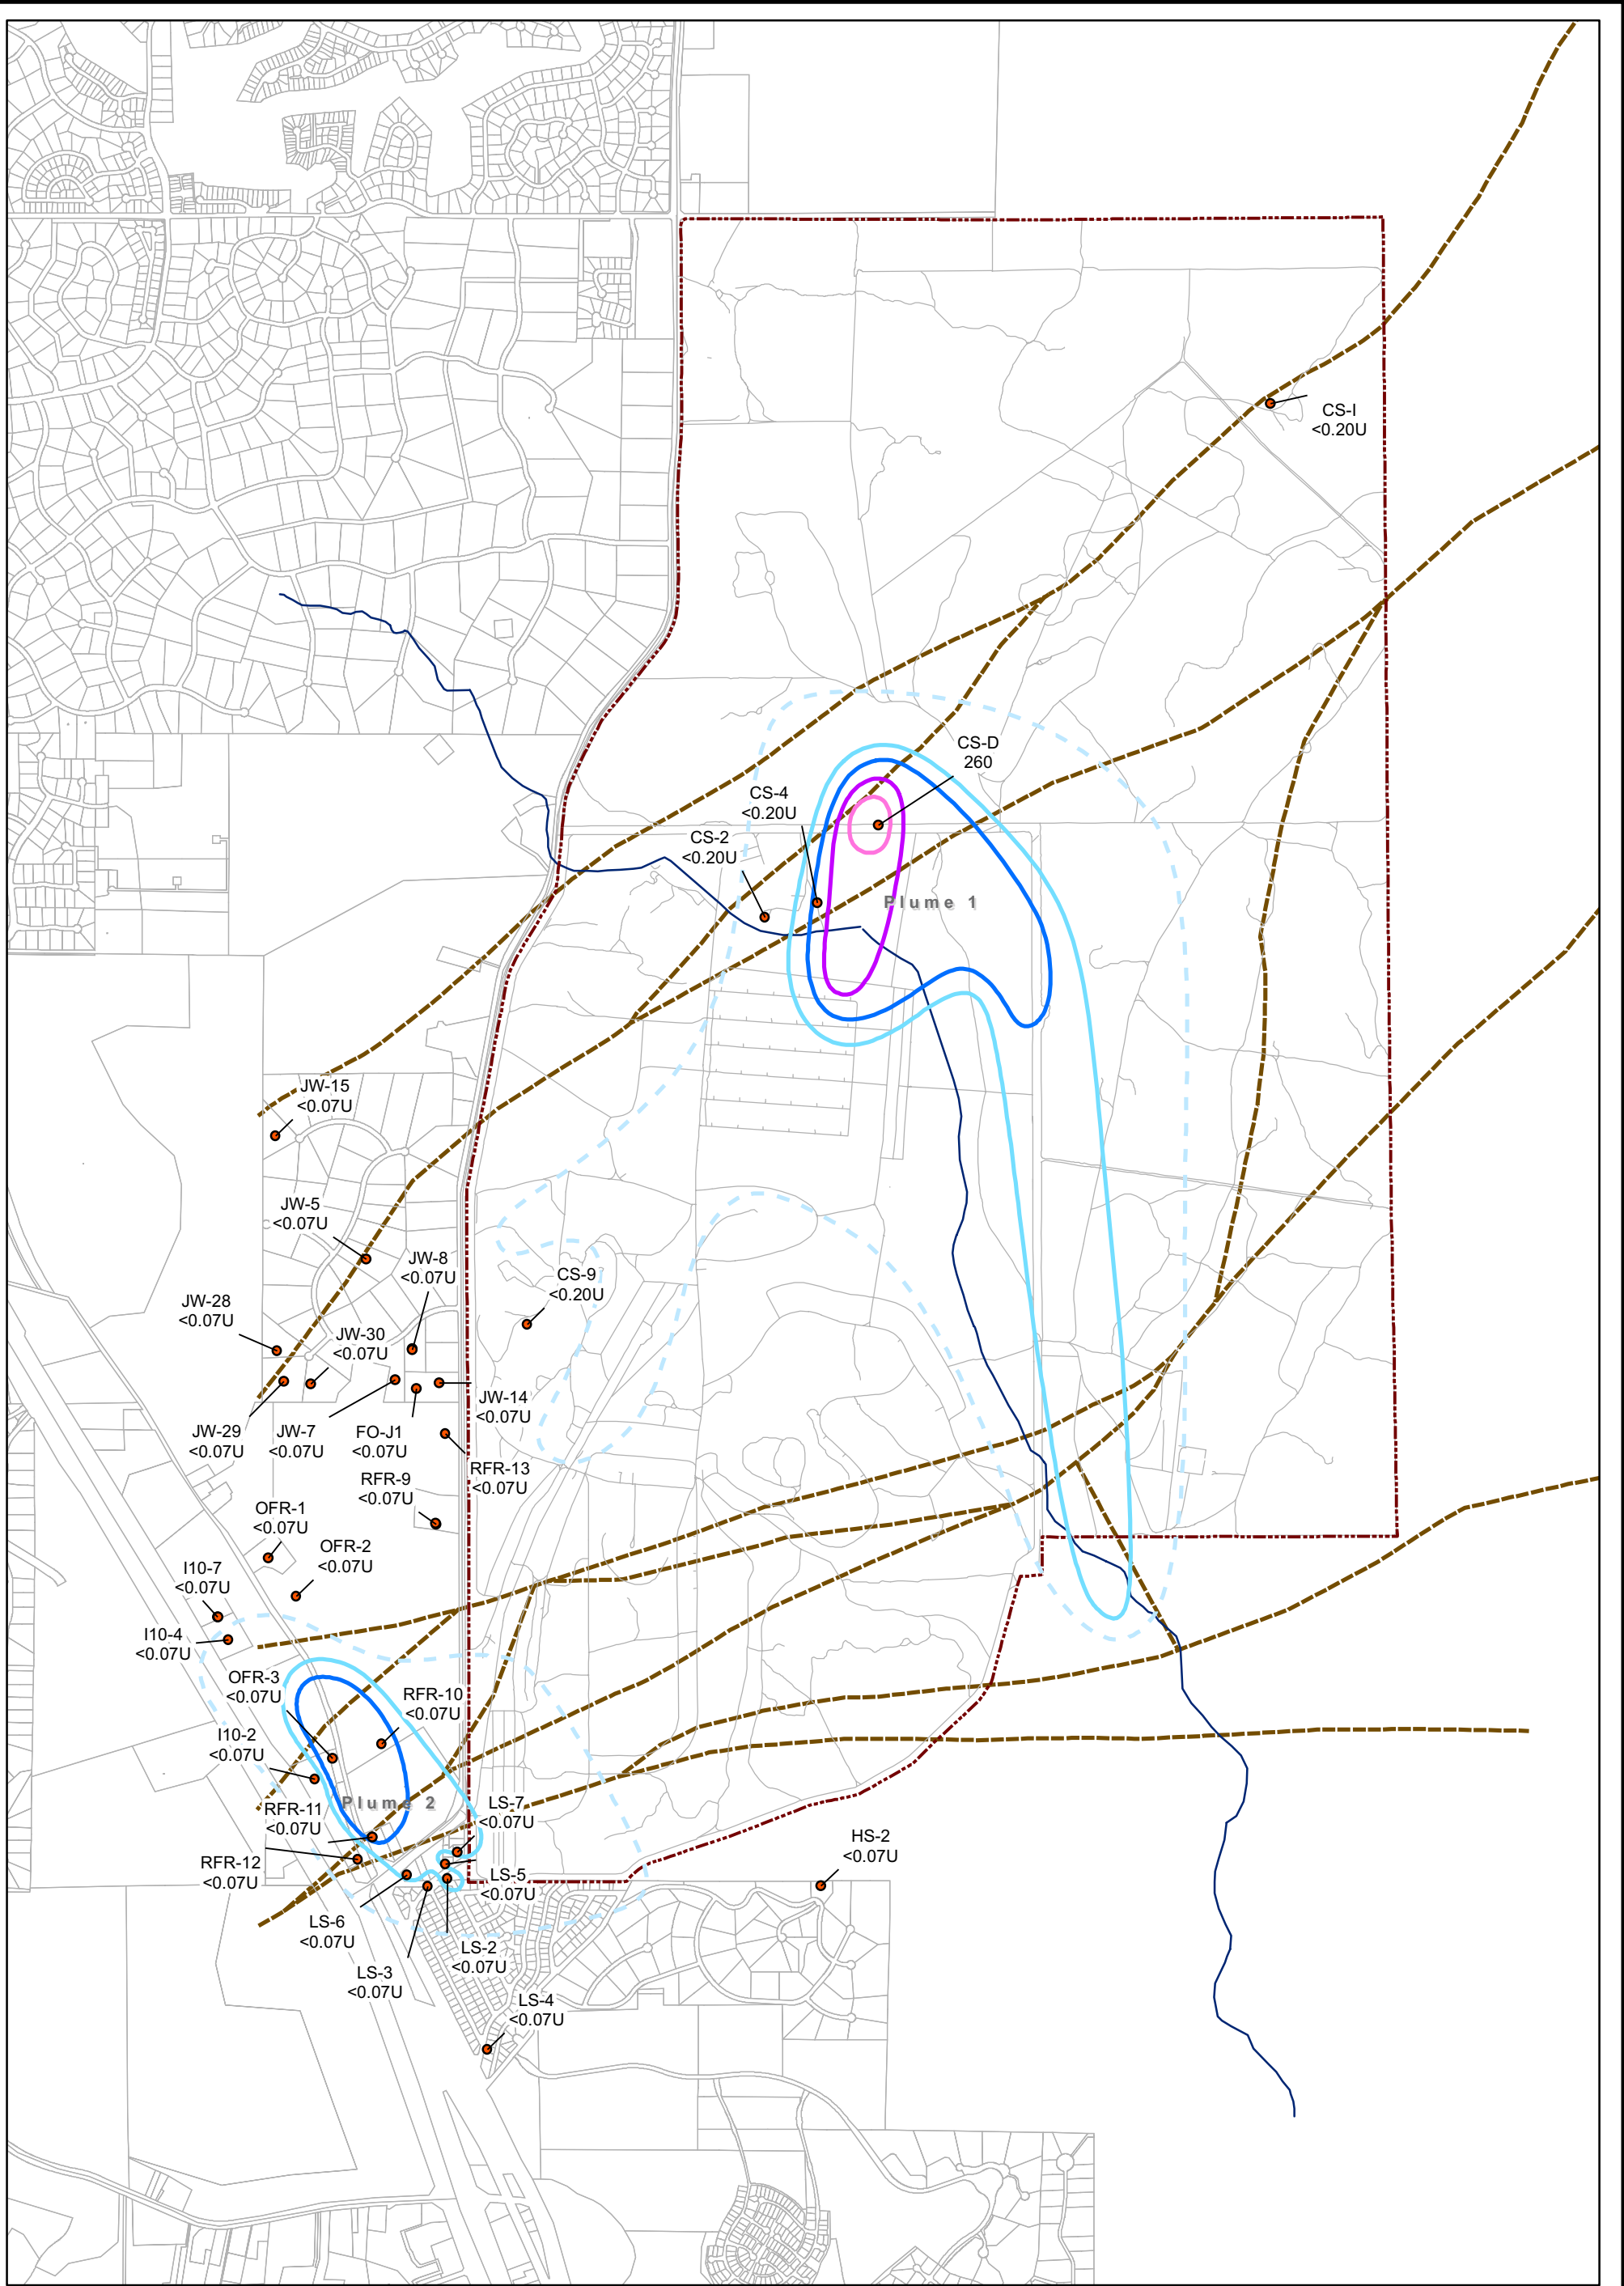 CS-I
<0.20U
CS-D
260
CS-4
<0.20U
CS-2
<0.20U
Plume 1
JW-15
<0.07U
JW-5
<0.07U
JW-8
<0.07U
CS-9
<0.20U
JW-28
<0.07U
JW-30
<0.07U
JW-14
<0.07U
JW-29
<0.07U
JW-7
<0.07U
FO-J1
<0.07U
RFR-13
<0.07U
RFR-9
<0.07U
OFR-1
<0.07U
OFR-2
<0.07U
I10-7
<0.07U
I10-4
<0.07U
OFR-3
<0.07U
RFR-10
<0.07U
I10-2
<0.07U
Plume 2
RFR-11
<0.07U
LS-7
<0.07U
HS-2
<0.07U
RFR-12
<0.07U
LS-5
<0.07U
LS-6
<0.07U
LS-2
<0.07U
LS-3
<0.07U
LS-4
<0.07U